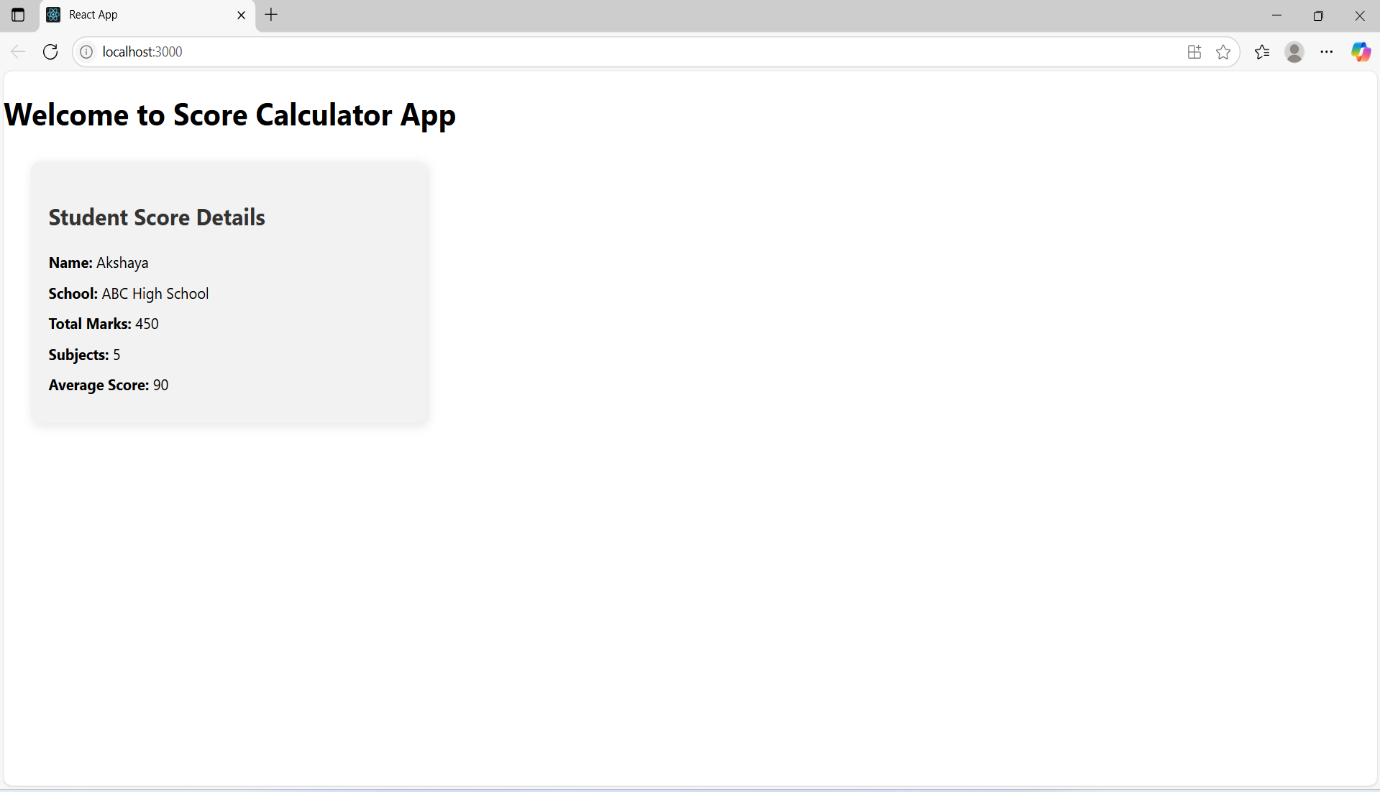 React App
localhost:3000
Welcome to Score Calculator App
Student Score Details
Name: Akshaya
School: ABC High School
Total Marks: 450
Subjects: 5
Average Score: 90